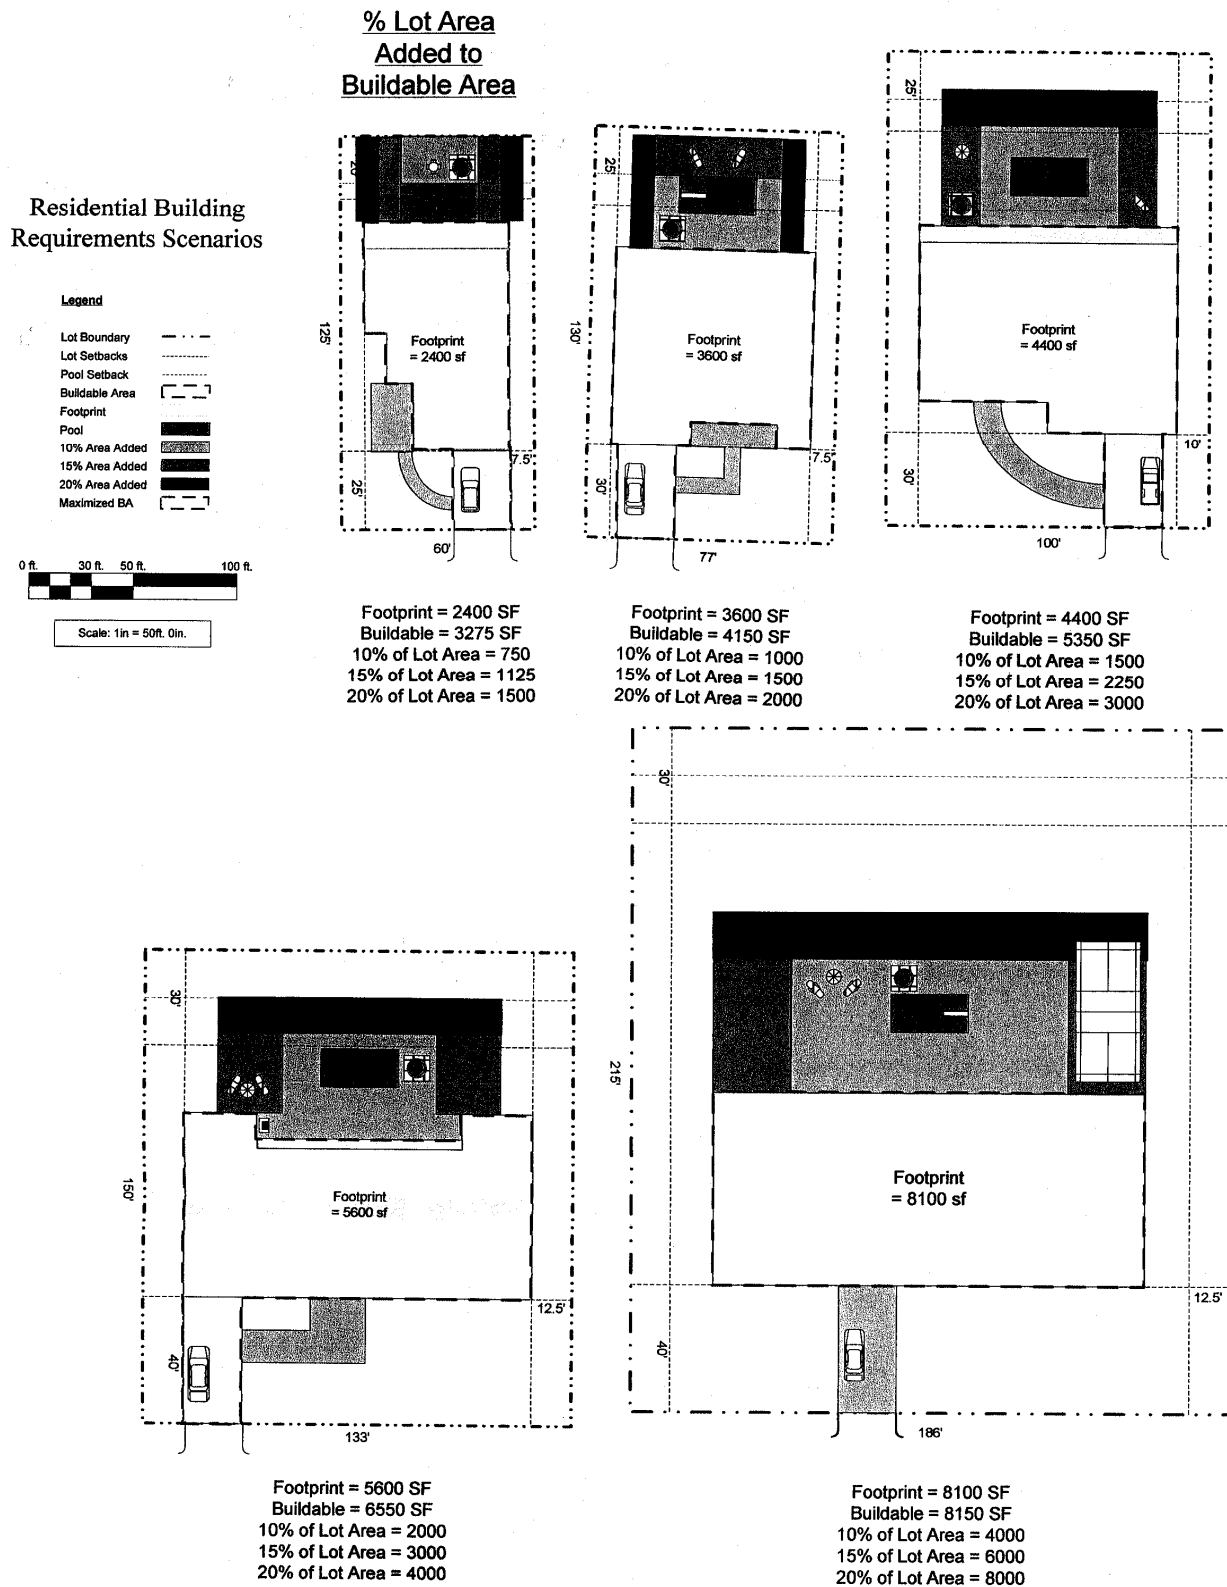 % Lot Area
Added to
Buildable Area
Residential Building
Requirements Scenarios
Legend
Lot Boundary
Lot Setbacks
Pool Setback
Buildable Area
Footprint
Pool
10% Area Added
15% Area Added
20% Area Added
Maximized BA
0 ft. 30 ft. 50 ft. 100 ft.
Scale: 1in = 50ft. 0in.
125'
Footprint
= 2400 sf
7.5'
25'
60'
Footprint = 2400 SF
Buildable = 3275 SF
10% of Lot Area = 750
15% of Lot Area = 1125
20% of Lot Area = 1500
25'
130'
Footprint
= 3600 sf
7.5'
30'
77'
Footprint = 3600 SF
Buildable = 4150 SF
10% of Lot Area = 1000
15% of Lot Area = 1500
20% of Lot Area = 2000
25'
Footprint
= 4400 sf
10'
30'
100'
Footprint = 4400 SF
Buildable = 5350 SF
10% of Lot Area = 1500
15% of Lot Area = 2250
20% of Lot Area = 3000
30'
150'
Footprint
= 5600 sf
12.5'
40'
133'
Footprint = 5600 SF
Buildable = 6550 SF
10% of Lot Area = 2000
15% of Lot Area = 3000
20% of Lot Area = 4000
30'
215'
Footprint
= 8100 sf
12.5'
40'
186'
Footprint = 8100 SF
Buildable = 8150 SF
10% of Lot Area = 4000
15% of Lot Area = 6000
20% of Lot Area = 8000